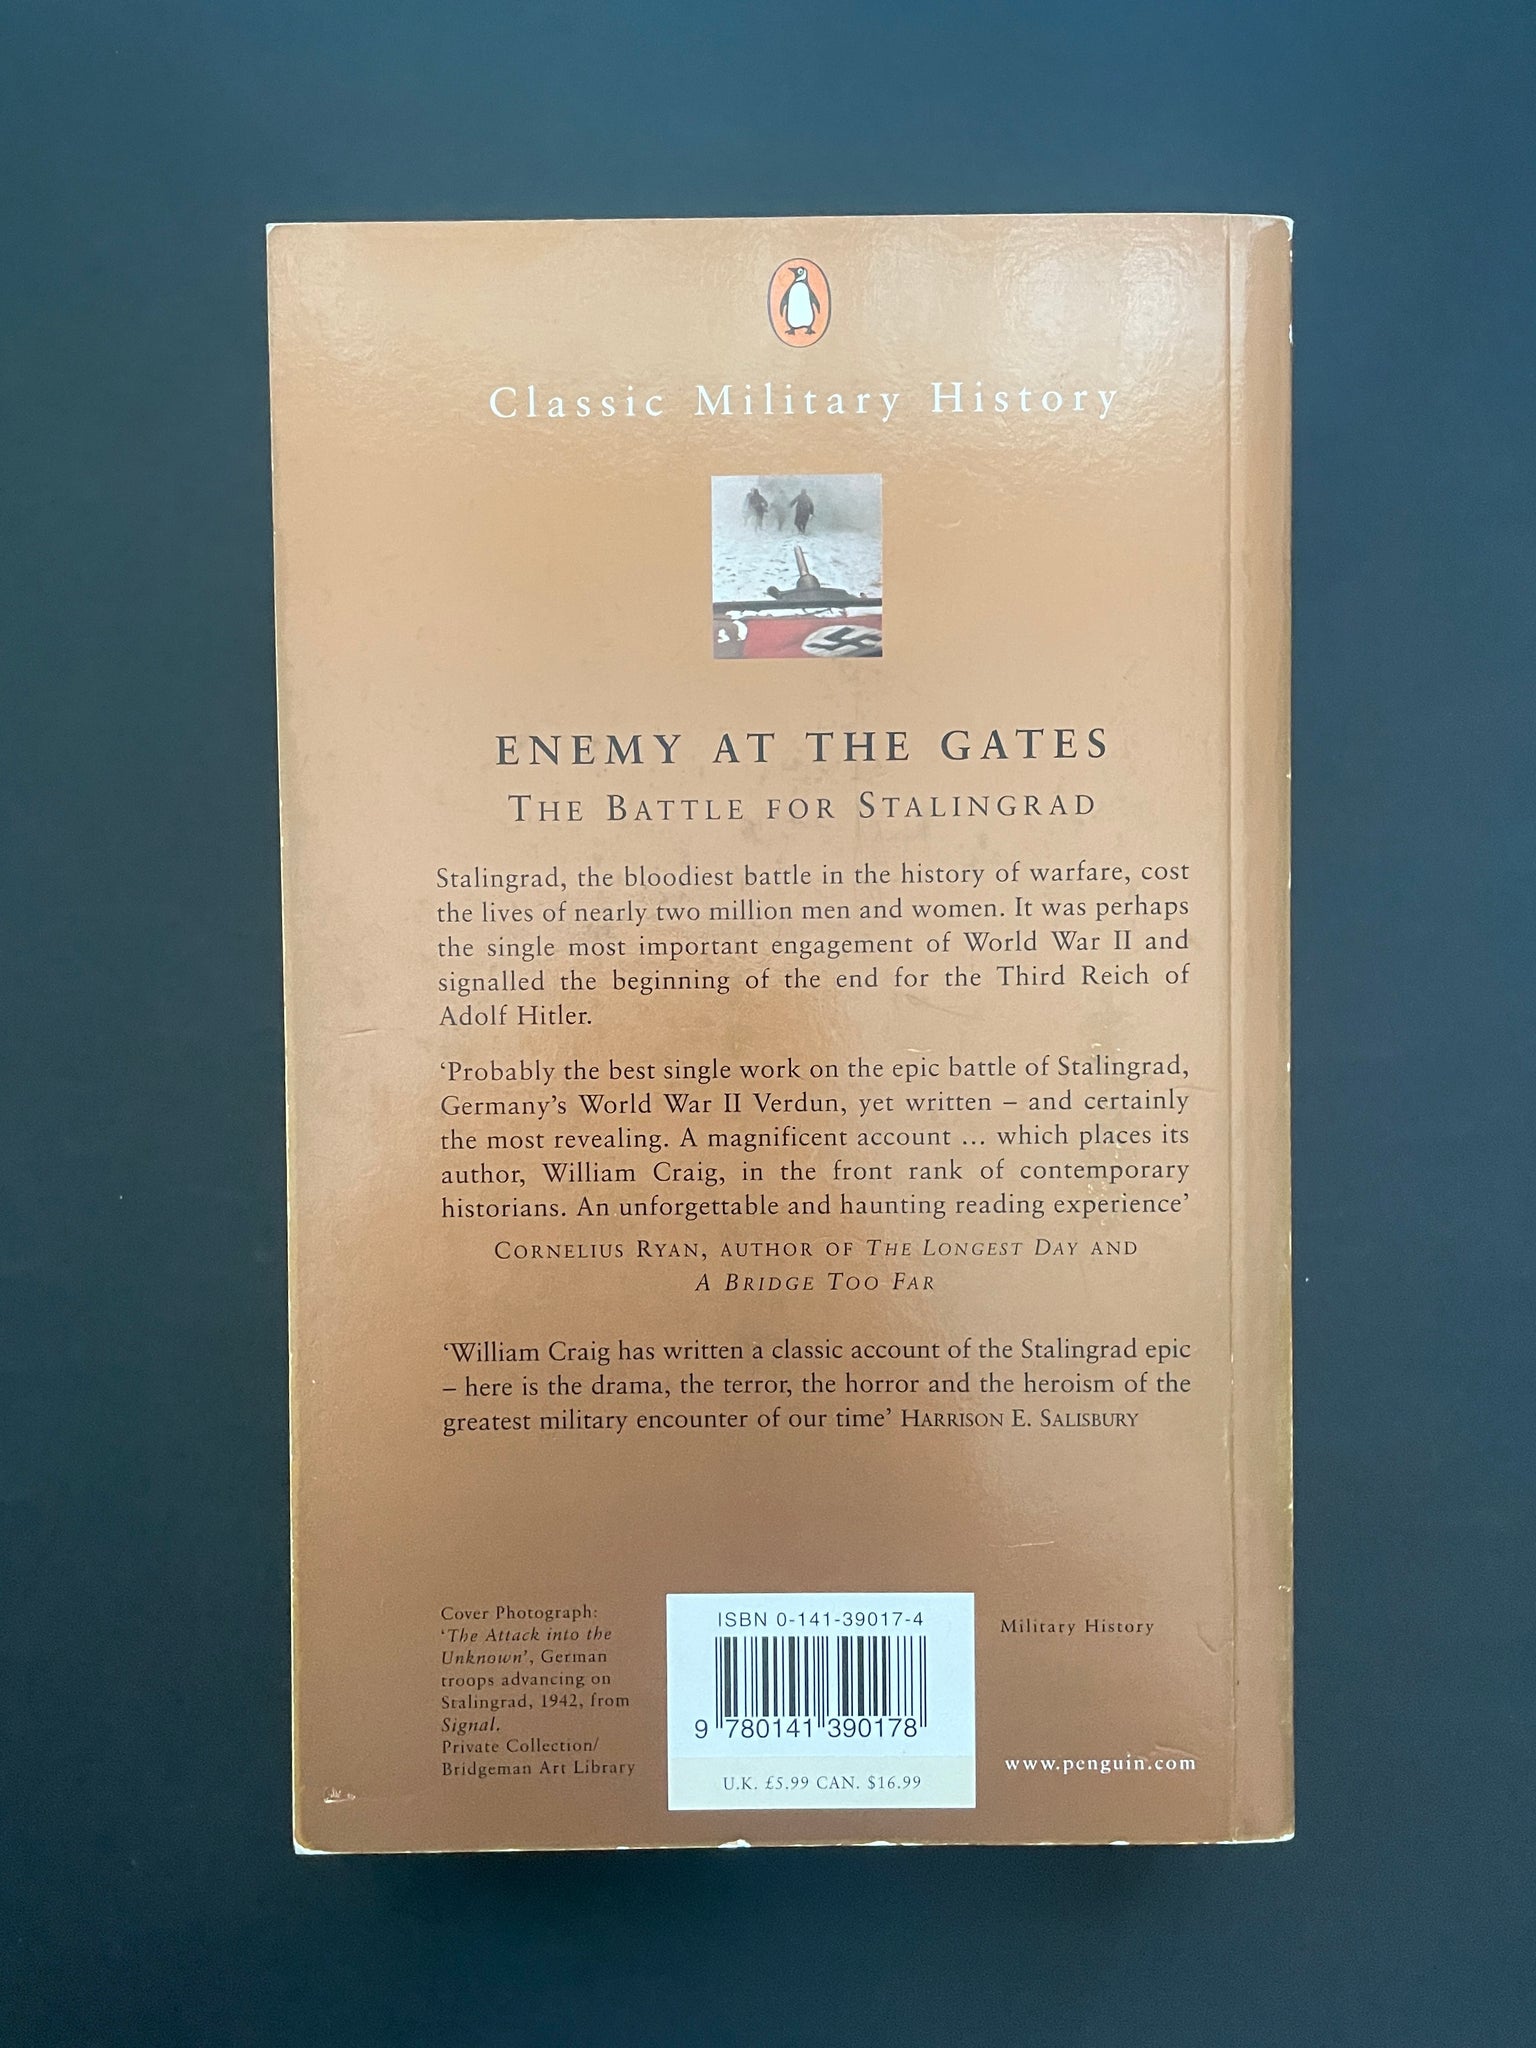 Classic Military History
ENEMY AT THE GATES
THE BATTLE FOR STALINGRAD
Stalingrad, the bloodiest battle in the history of warfare, cost
the lives of nearly two million men and women. It was perhaps
the single most important engagement of World War II and
signalled the beginning of the end for the Third Reich of
Adolf Hitler.
‘Probably the best single work on the epic battle of Stalingrad,
Germany’s World War II Verdun, yet written – and certainly
the most revealing. A magnificent account ... which places its
author, William Craig, in the front rank of contemporary
historians. An unforgettable and haunting reading experience’
CORNELIUS RYAN, AUTHOR OF THE LONGEST DAY AND
A BRIDGE TOO FAR
‘William Craig has written a classic account of the Stalingrad epic
– here is the drama, the terror, the horror and the heroism of the
greatest military encounter of our time’ HARRISON E. SALISBURY
Cover Photograph:
‘The Attack into the
Unknown’, German
troops advancing on
Stalingrad, 1942, from
Signal.
Private Collection/
Bridgeman Art Library
ISBN 0-141-39017-4
9 780141 390178
U.K. £5.99 CAN. $16.99
Military History
www.penguin.com